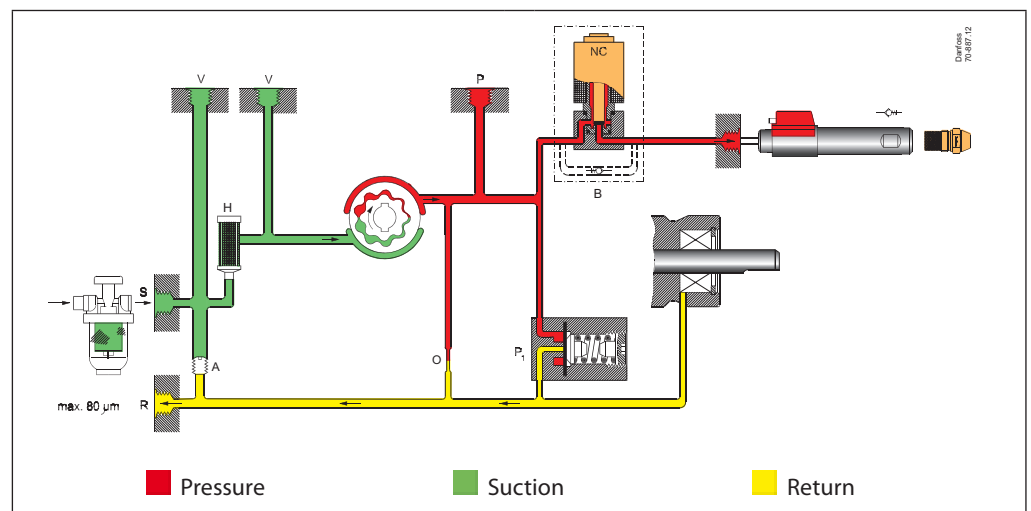 Danfoss
70-887.12
NC
V
V
P
B
H
S
P₁
A
O
R
max. 80 µm
Pressure
Suction
Return